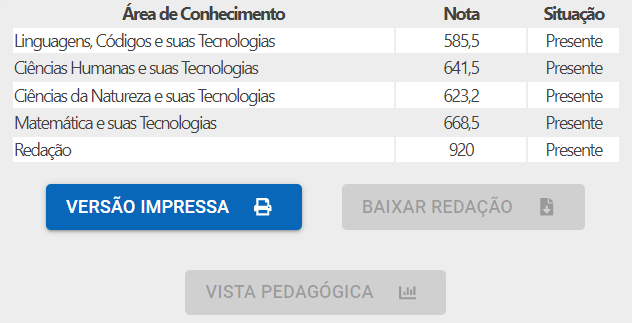 Área de Conhecimento Nota Situação
Linguagens, Códigos e suas Tecnologias 585,5 Presente
Ciências Humanas e suas Tecnologias 641,5 Presente
Ciências da Natureza e suas Tecnologias 623,2 Presente
Matemática e suas Tecnologias 668,5 Presente
Redação 920 Presente
VERSÃO IMPRESSA BAIXAR REDAÇÃO
VISTA PEDAGÓGICA